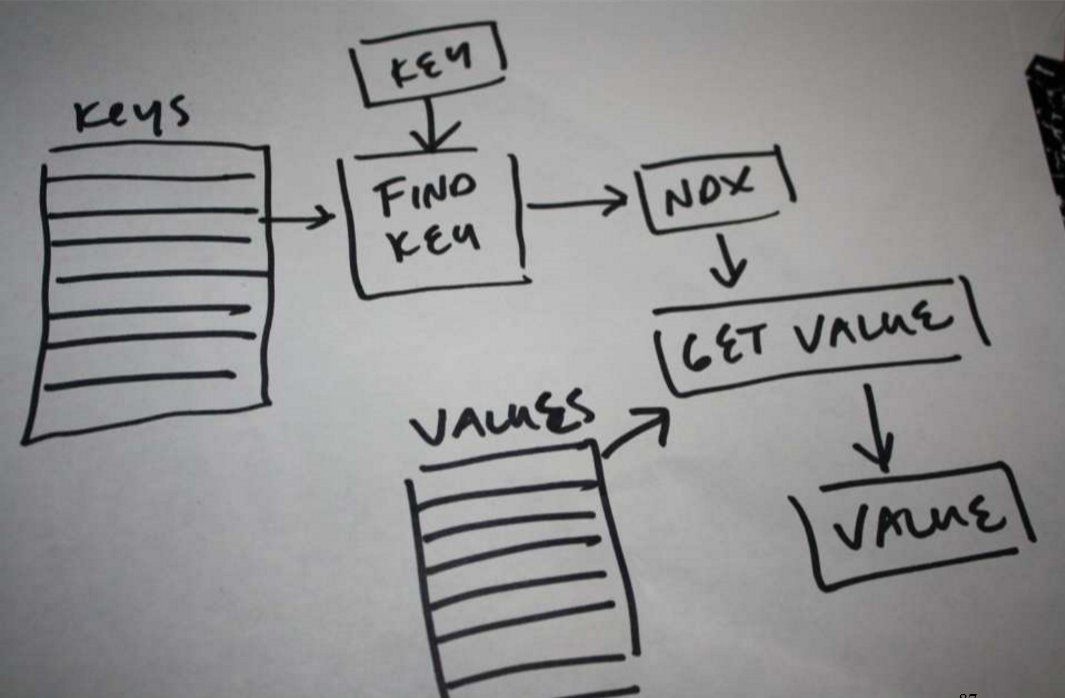 KEY
Keys
FIND
KEY
NDX
GET VALUE
VALUES
VALUE